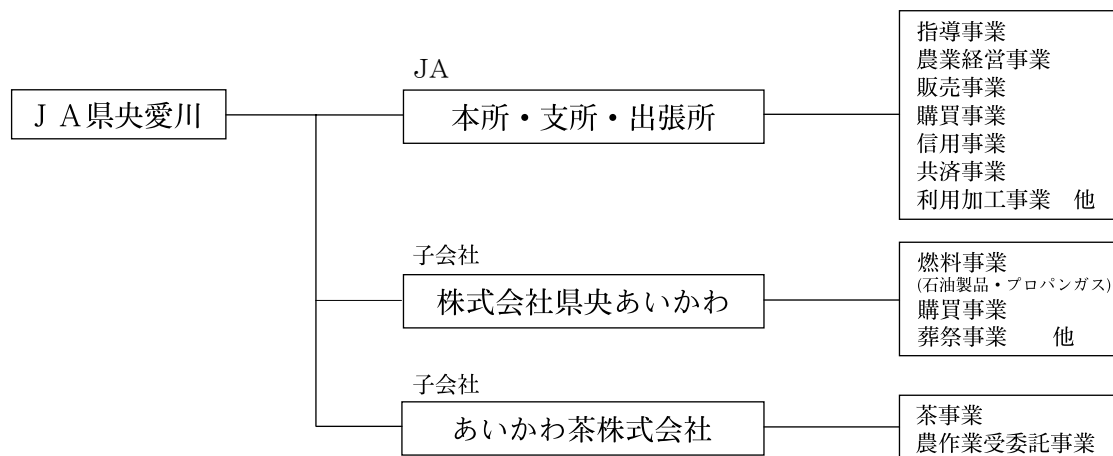 ＪＡ県央愛川
JA
本所・支所・出張所
指導事業
農業経営事業
販売事業
購買事業
信用事業
共済事業
利用加工事業　他
子会社
株式会社県央あいかわ
燃料事業
(石油製品・プロパンガス)
購買事業
葬祭事業　　他
子会社
あいかわ茶株式会社
茶事業
農作業受委託事業